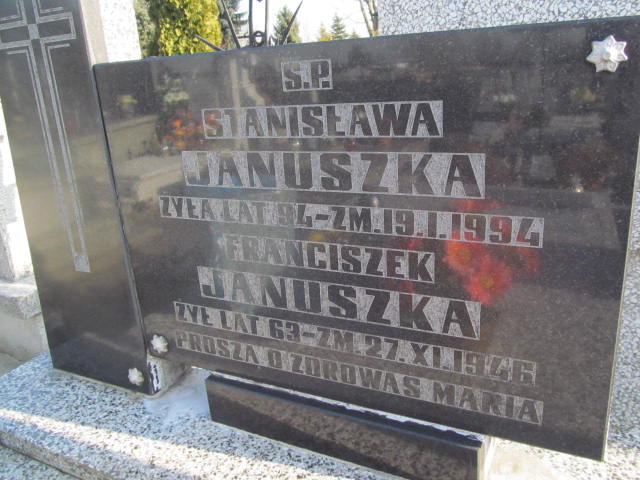 Ś.P.
STANISŁAWA
JANUSZKA
ŻYŁA LAT 94-ZM.19.I.1994
FRANCISZEK
JANUSZKA
ŻYŁ LAT 63-ZM.27.XI.1946
PROSZĄ O ZDROWAŚ MARIA